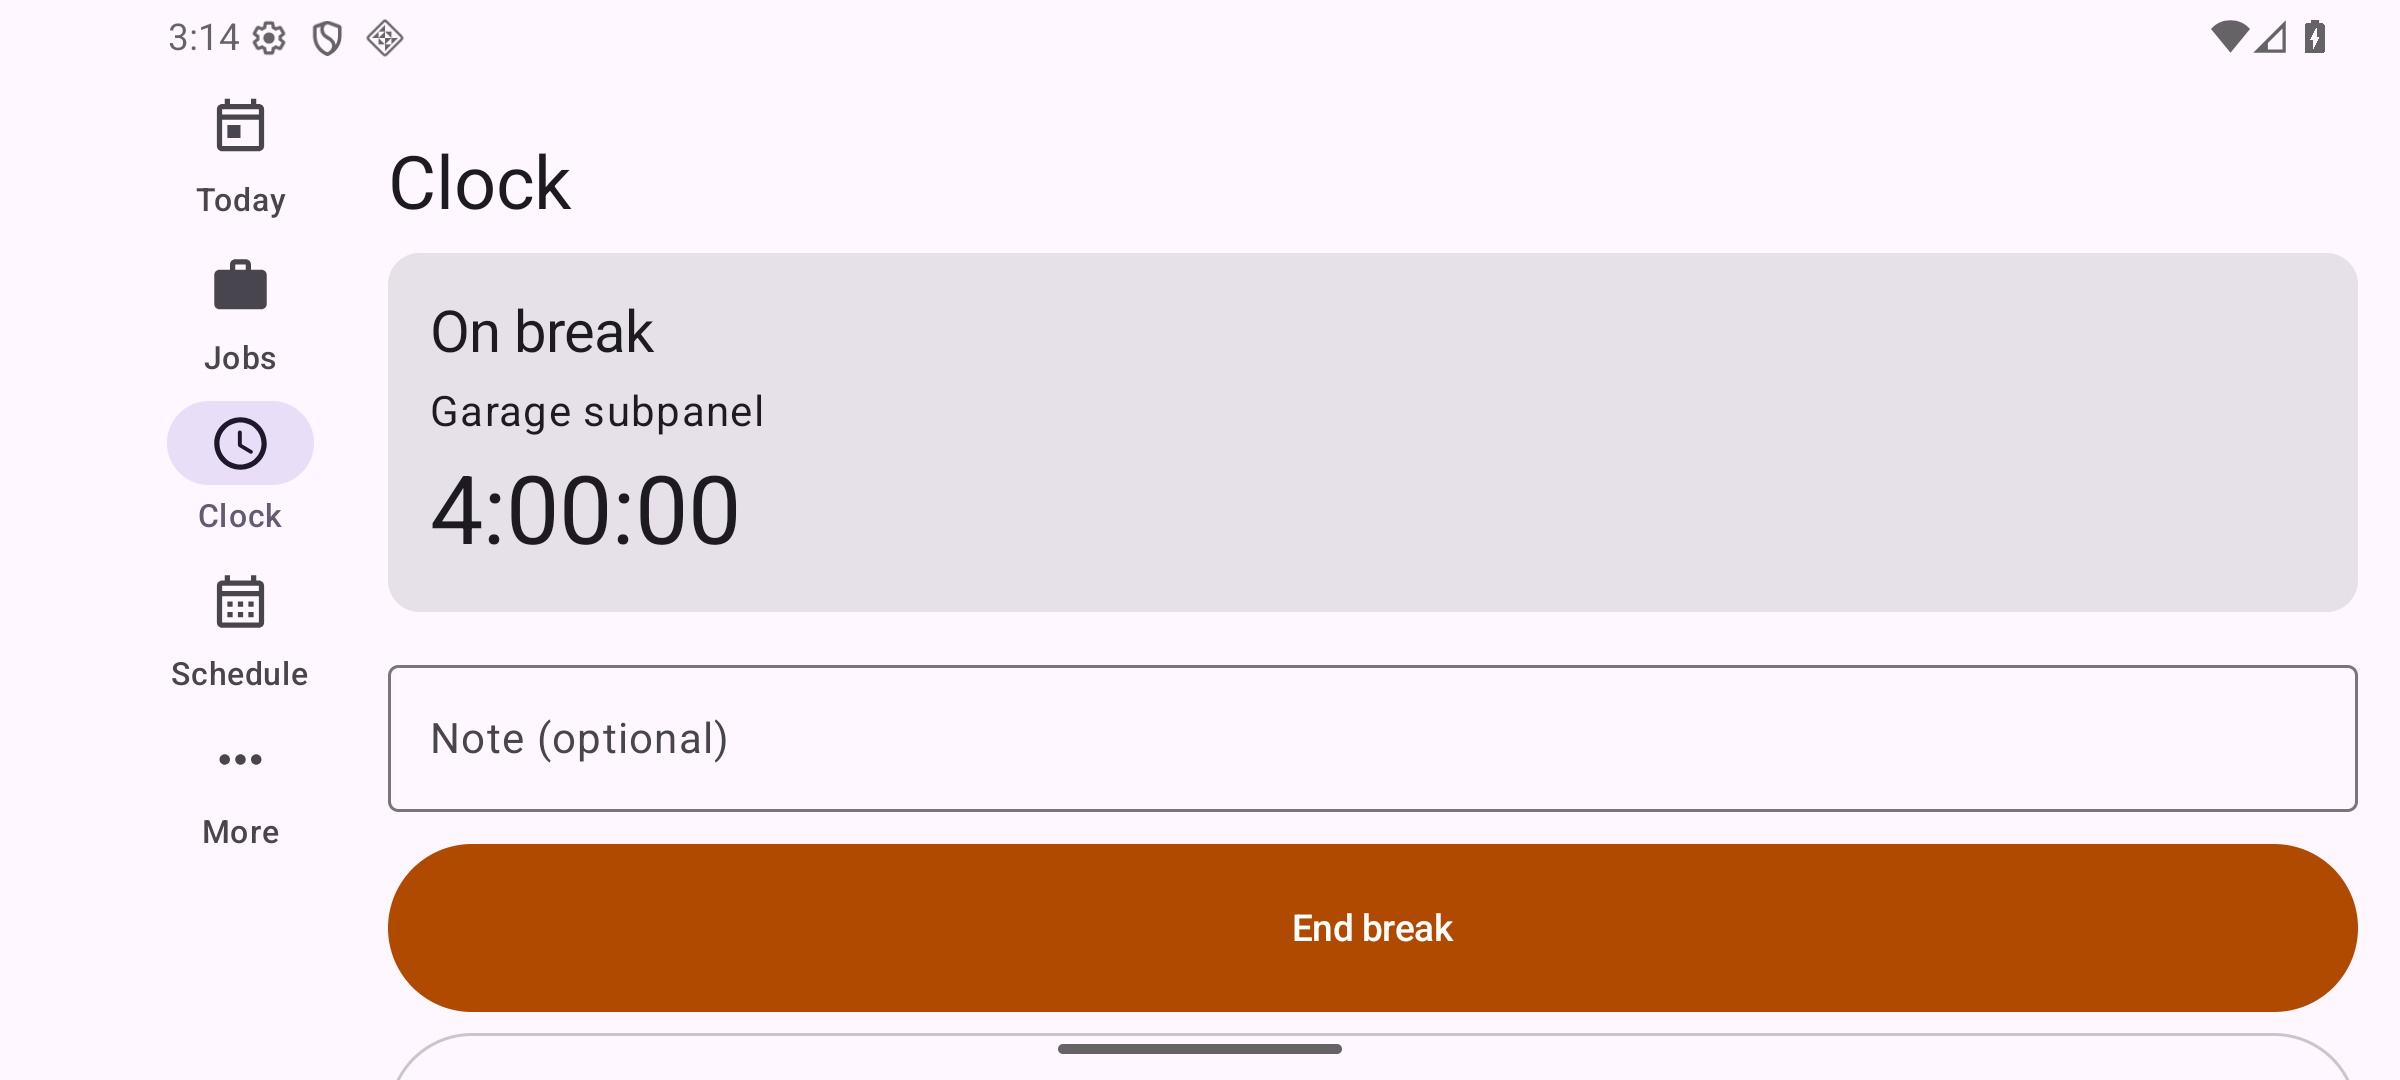 3:14
Today
Jobs
Clock
Schedule
More
Clock
On break
Garage subpanel
4:00:00
Note (optional)
End break